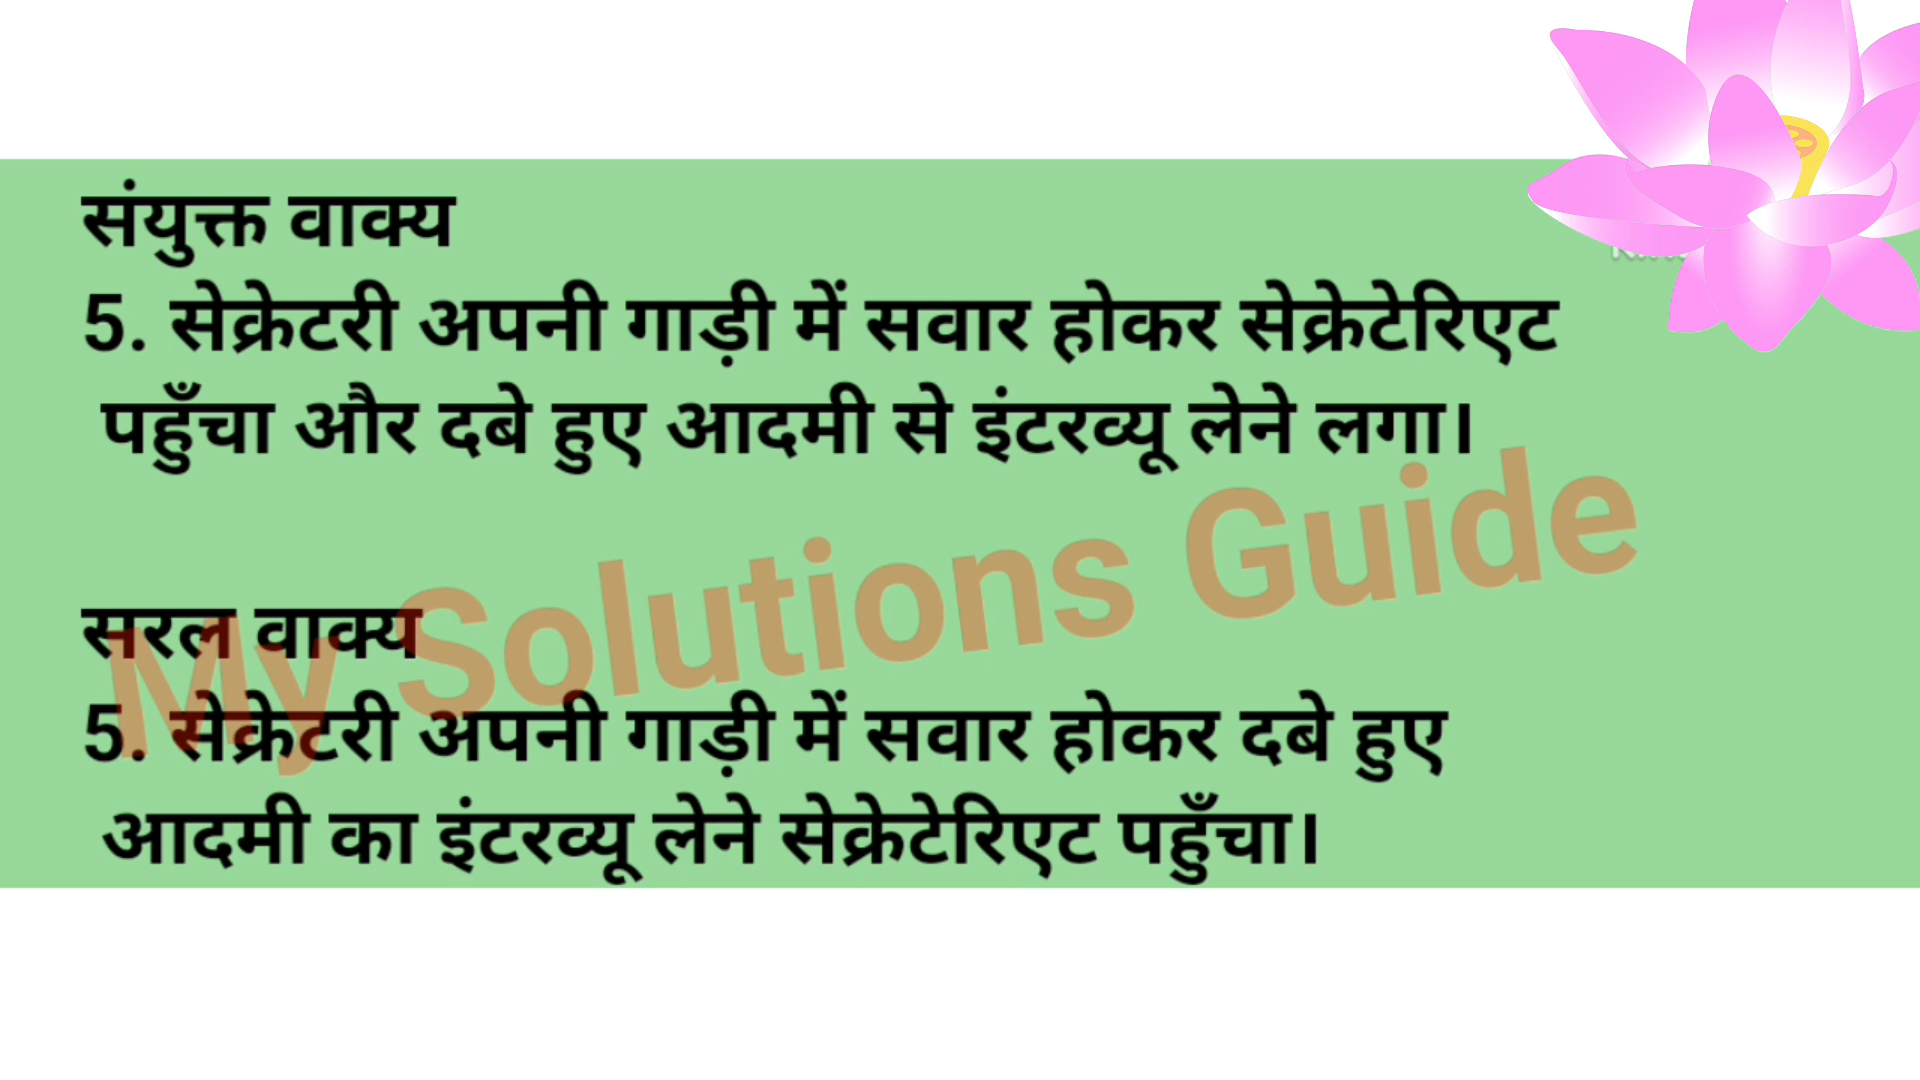 संयुक्त वाक्य
5. सेक्रेटरी अपनी गाड़ी में सवार होकर सेक्रेटेरिएट
पहुँचा और दबे हुए आदमी से इंटरव्यू लेने लगा।
My Solutions Guide
सरल वाक्य
5. सेक्रेटरी अपनी गाड़ी में सवार होकर दबे हुए
आदमी का इंटरव्यू लेने सेक्रेटेरिएट पहुँचा।